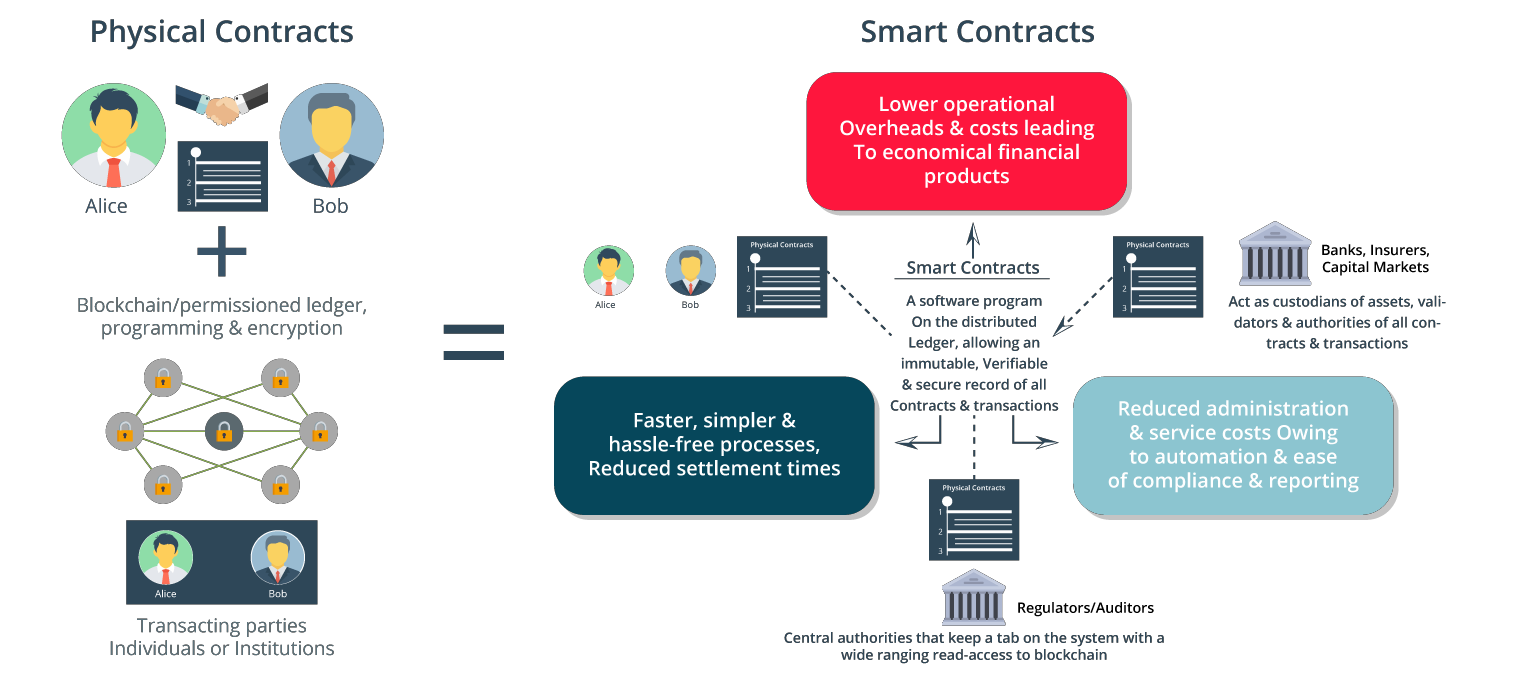 Physical Contracts
Alice
1
2
3
Bob
Blockchain/permissioned ledger,
programming & encryption
Alice
Bob
Transacting parties
Individuals or Institutions
Smart Contracts
Lower operational
Overheads & costs leading
To economical financial
products
Alice
Bob
Physical Contracts
1
2
3
Smart Contracts
A software program
On the distributed
Ledger, allowing an
immutable, Verifiable
& secure record of all
Contracts & transactions
Physical Contracts
1
2
3
Banks, Insurers,
Capital Markets
Act as custodians of assets, vali-
dators & authorities of all con-
tracts & transactions
Faster, simpler &
hassle-free processes,
Reduced settlement times
Reduced administration
& service costs Owing
to automation & ease
of compliance & reporting
Physical Contracts
1
2
3
Regulators/Auditors
Central authorities that keep a tab on the system with a
wide ranging read-access to blockchain